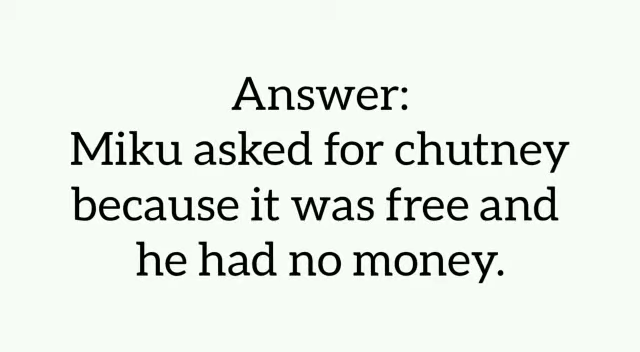 Answer:
Miku asked for chutney
because it was free and
he had no money.